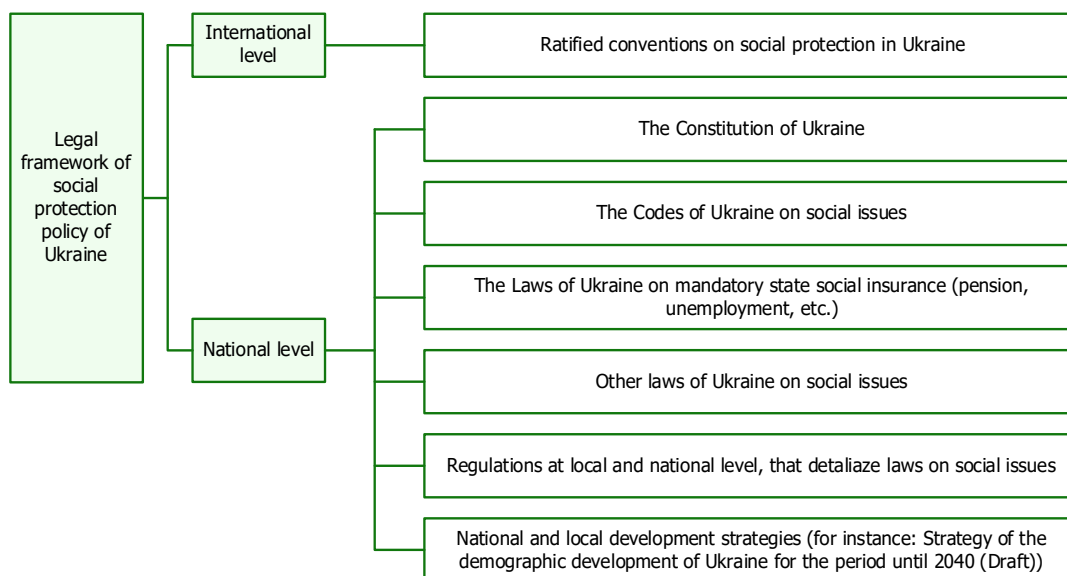 Legal
framework of
social
protection
policy of
Ukraine
International
level
Ratified conventions on social protection in Ukraine
National level
The Constitution of Ukraine
The Codes of Ukraine on social issues
The Laws of Ukraine on mandatory state social insurance (pension,
unemployment, etc.)
Other laws of Ukraine on social issues
Regulations at local and national level, that detaliaze laws on social issues
National and local development strategies (for instance: Strategy of the
demographic development of Ukraine for the period until 2040 (Draft))